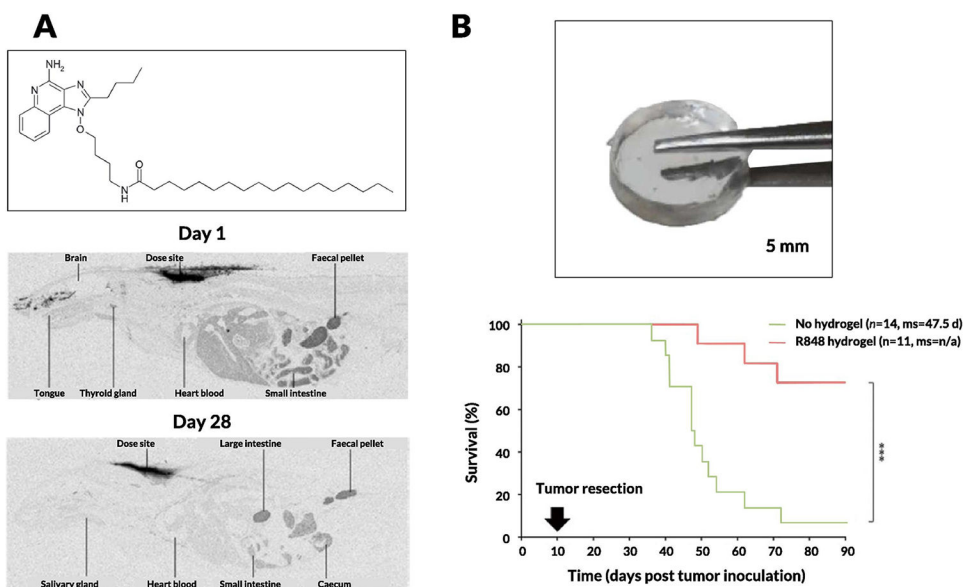 A
NH₂
N
N
N
O
O
N
H
Day 1
Brain
Dose site
Faecal pellet
Tongue
Thyroid gland
Heart blood
Small intestine
Day 28
Dose site
Large intestine
Faecal pellet
Salivary gland
Heart blood
Small intestine
Caecum
B
5 mm
No hydrogel (n=14, ms=47.5 d)
R848 hydrogel (n=11, ms=n/a)
100
80
60
40
20
0
Survival (%)
Tumor resection
***
0 10 20 30 40 50 60 70 80 90
Time (days post tumor inoculation)